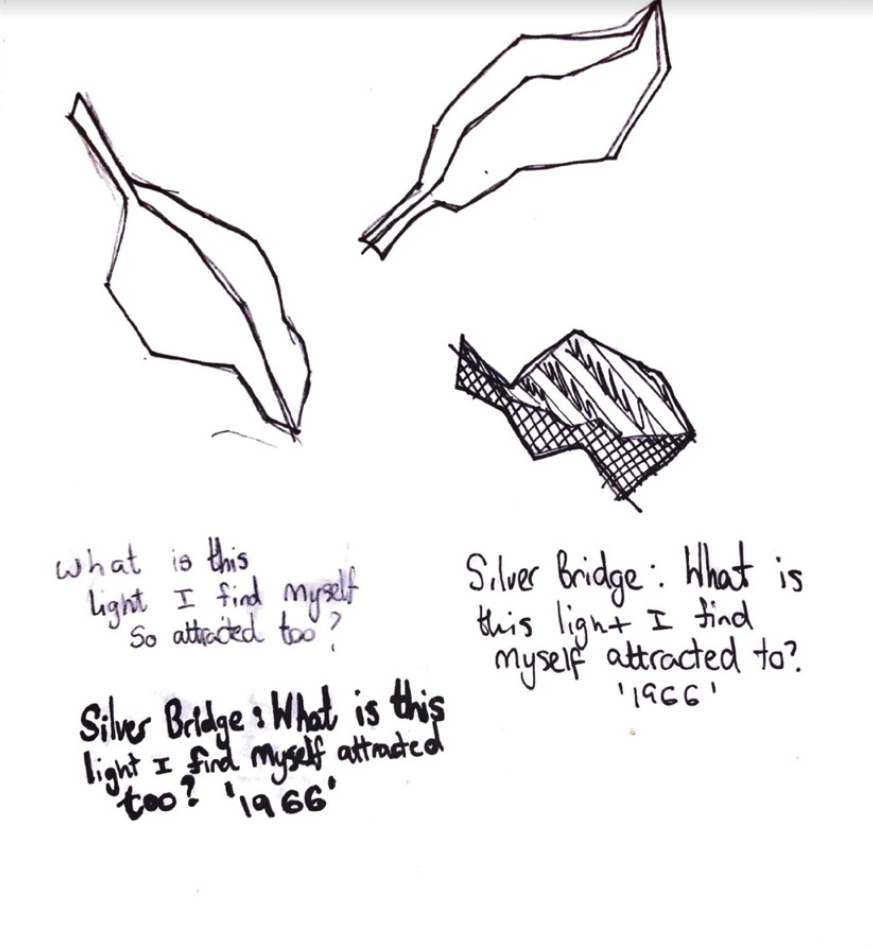 What is this
light I find myself
so attracted too?
Silver Bridge: What is this
light I find myself attracted
too? '1966'
Silver Bridge: What is
this light I find
myself attracted to?
'1966'